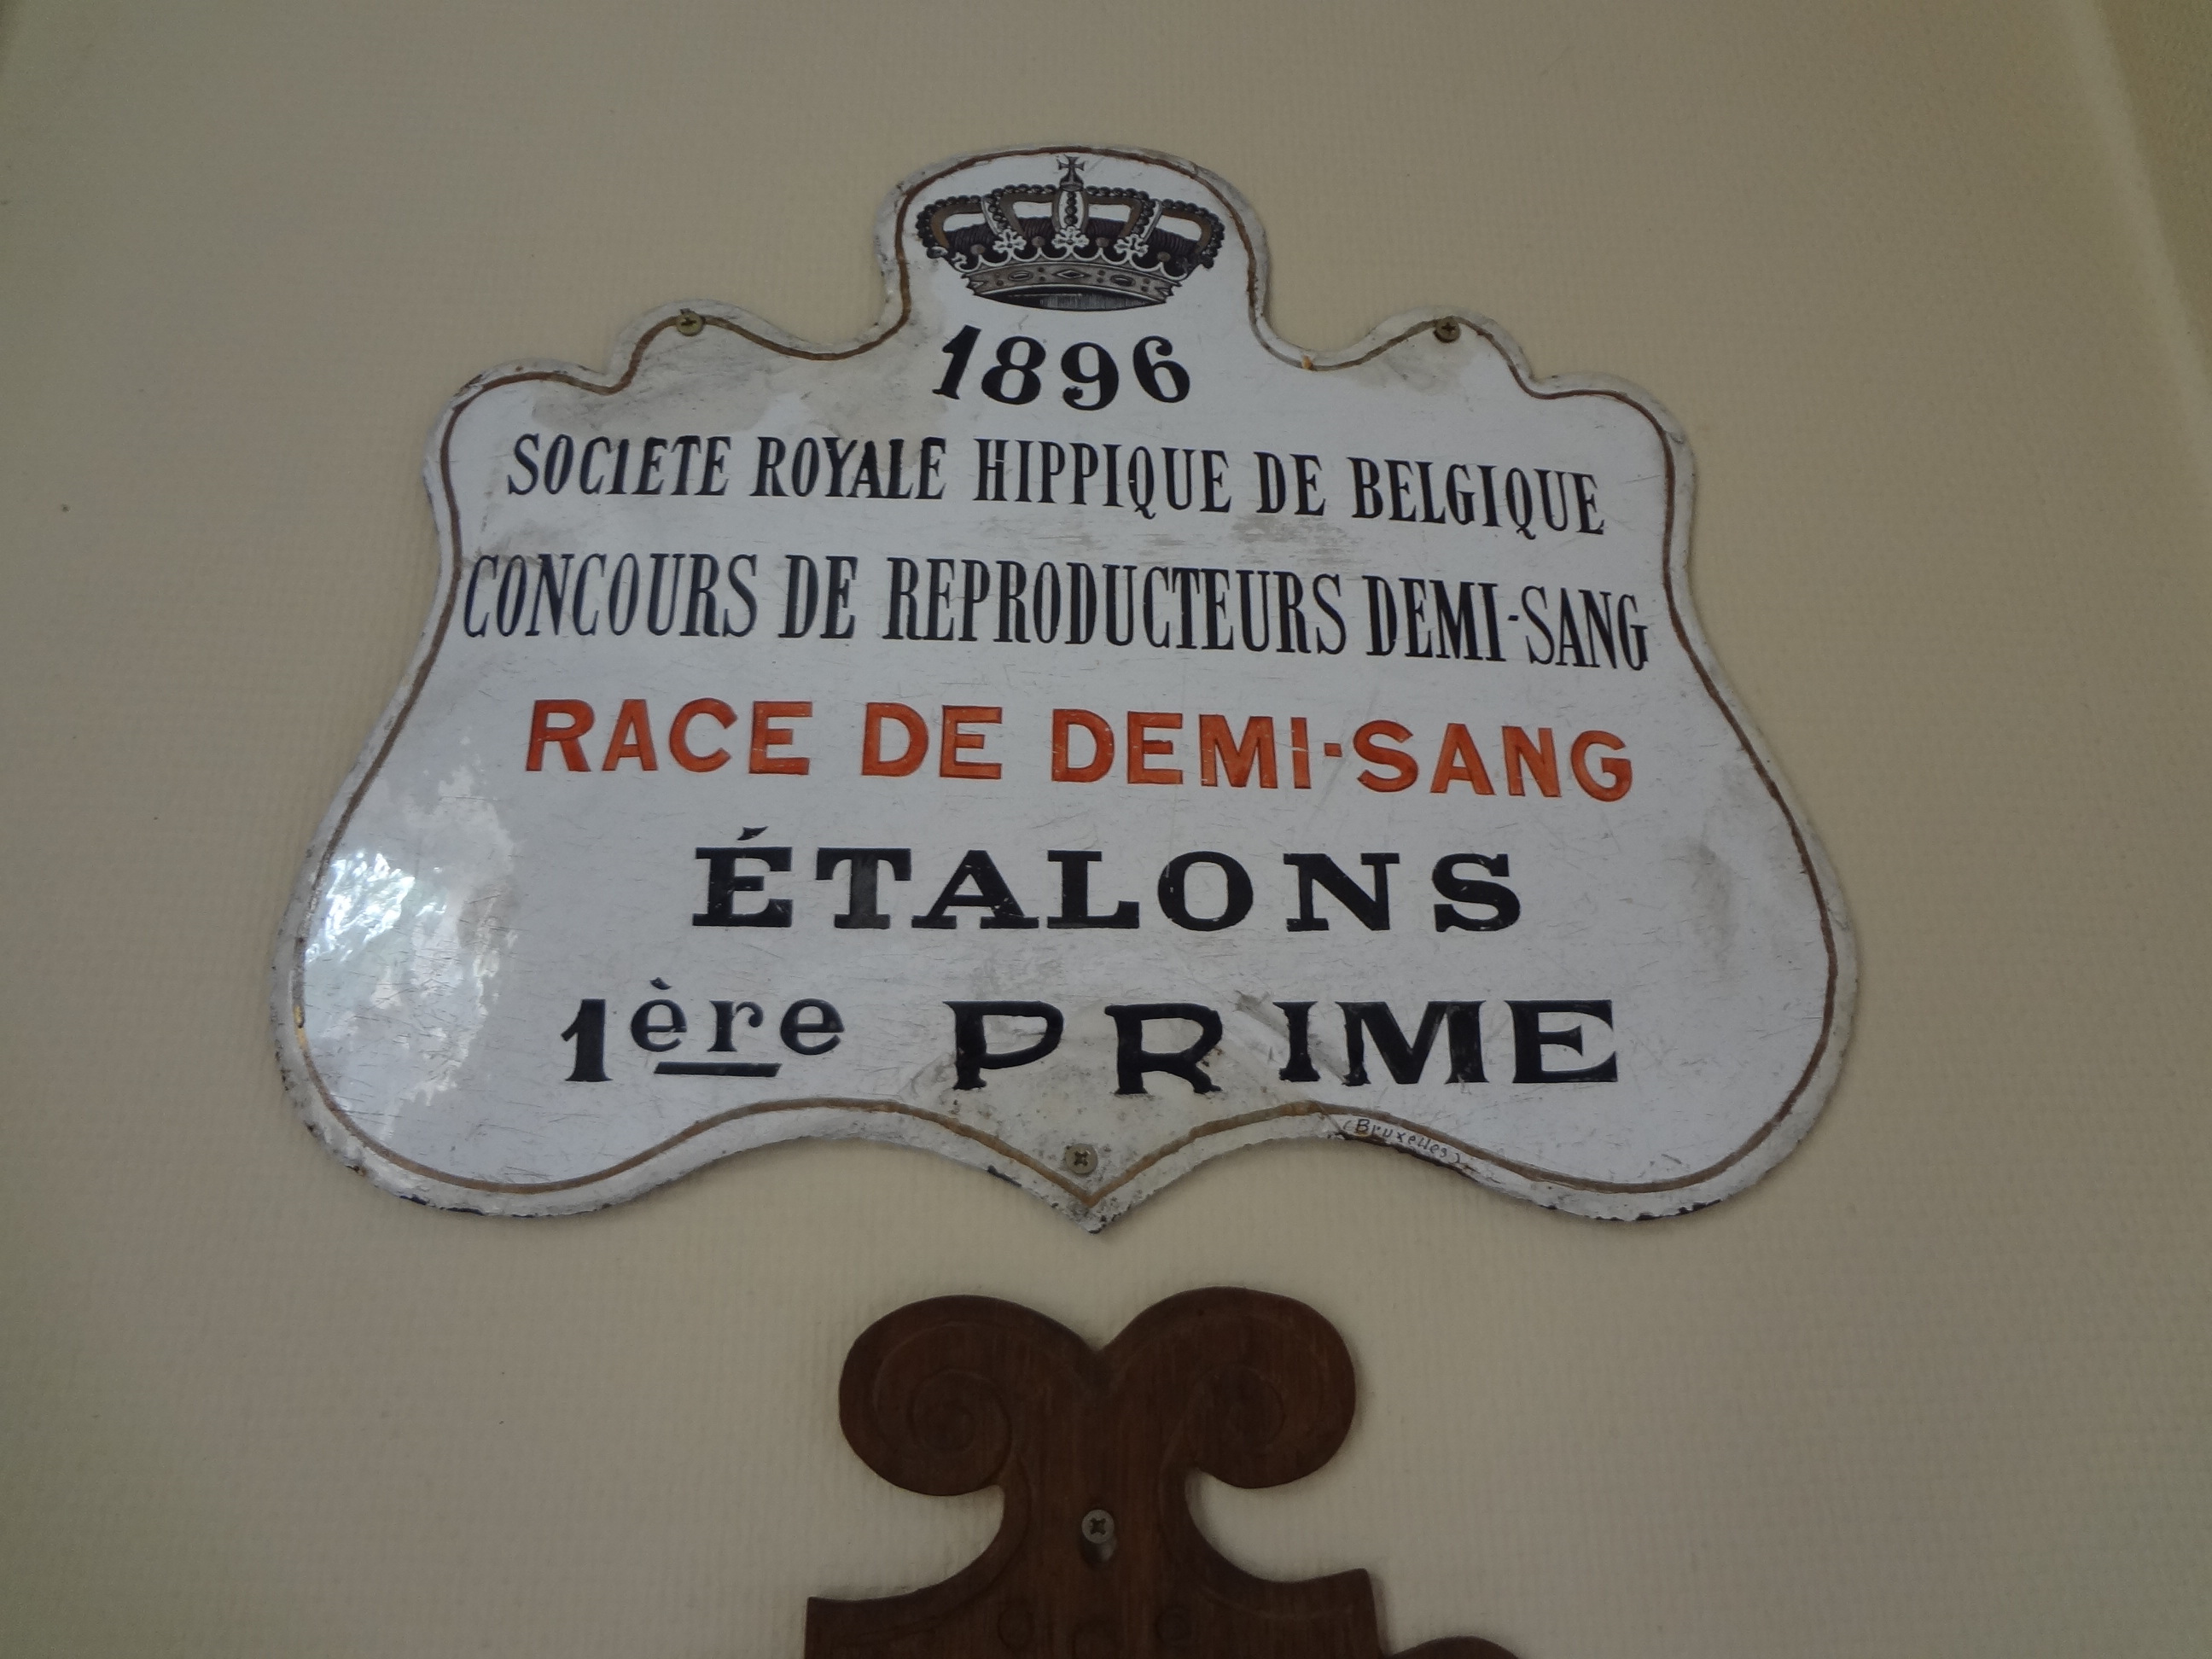 1896
SOCIETE ROYALE HIPPIQUE DE BELGIQUE
CONCOURS DE REPRODUCTEURS DEMI-SANG
RACE DE DEMI-SANG
ÉTALONS
1ère PRIME
(Bruxelles)